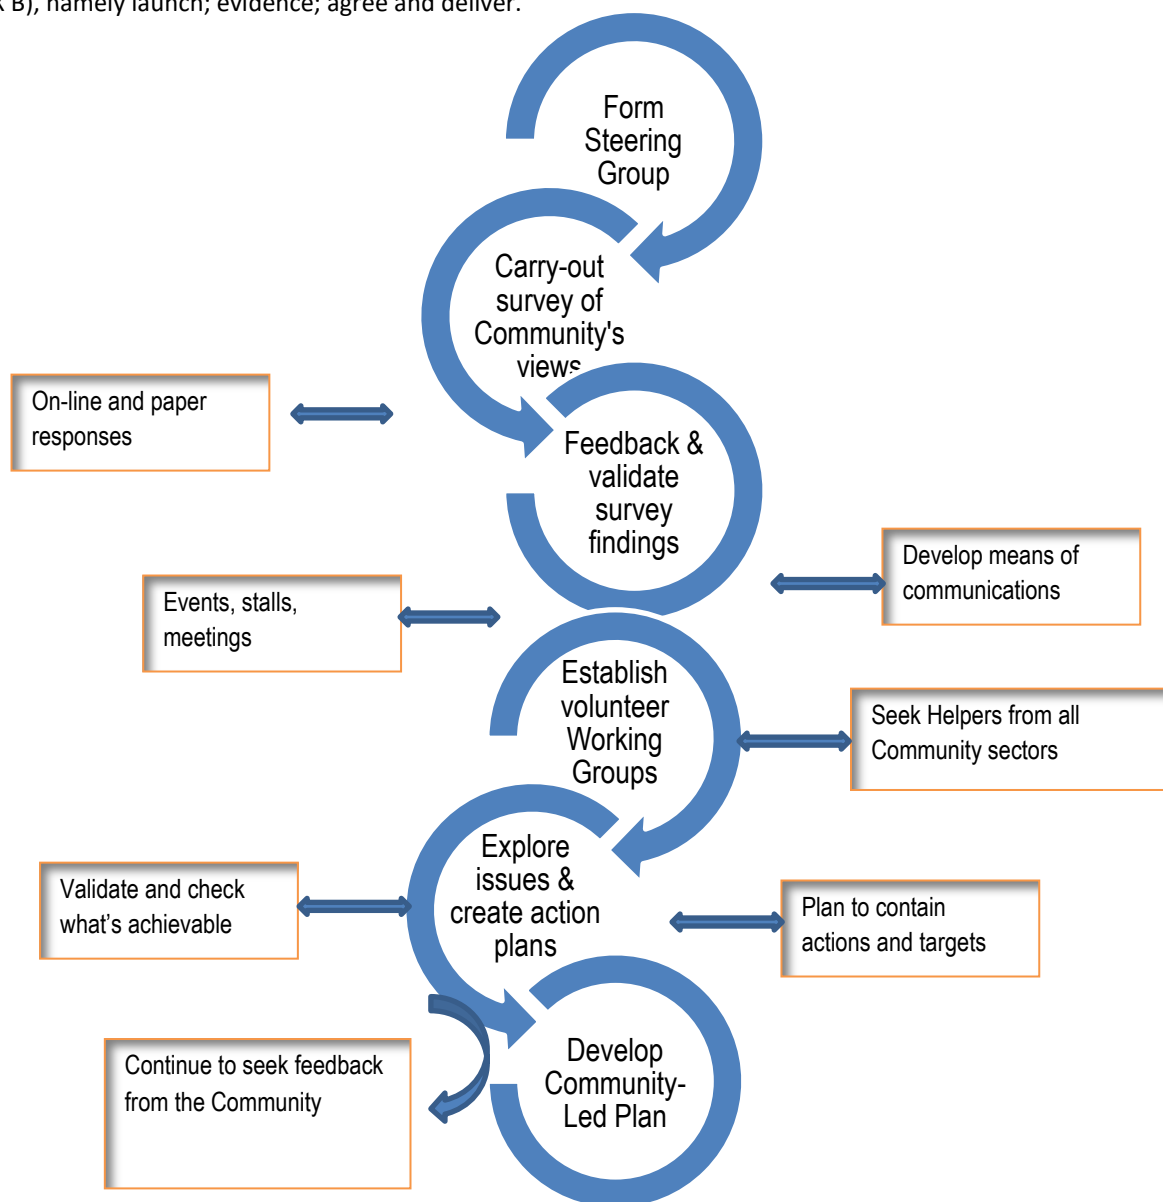 B), namely launch; evidence; agree and deliver.
Form
Steering
Group
Carry-out
survey of
Community's
views
On-line and paper
responses
Feedback &
validate
survey
findings
Develop means of
communications
Events, stalls,
meetings
Establish
volunteer
Working
Groups
Seek Helpers from all
Community sectors
Explore
issues &
create action
plans
Validate and check
what’s achievable
Plan to contain
actions and targets
Continue to seek feedback
from the Community
Develop
Community-
Led Plan